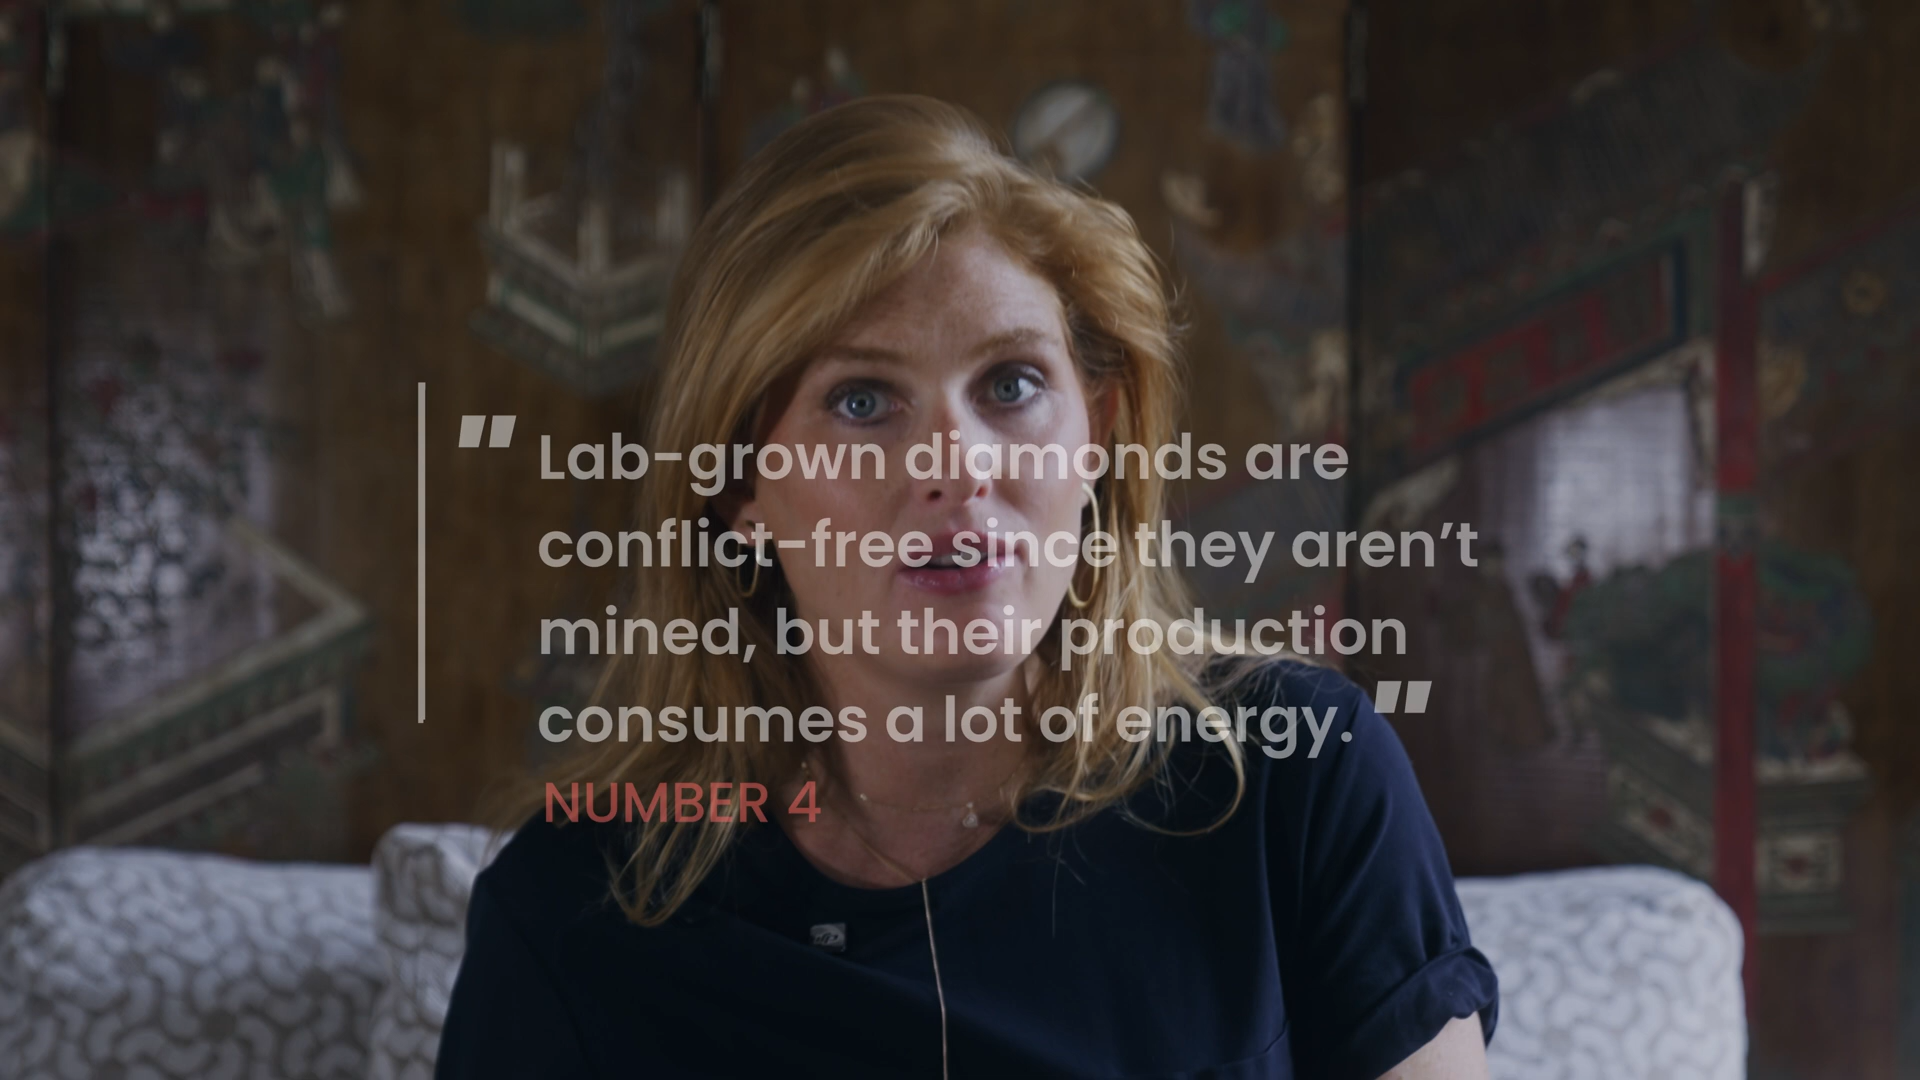 "Lab-grown diamonds are
conflict-free since they aren’t
mined, but their production
consumes a lot of energy."
NUMBER 4